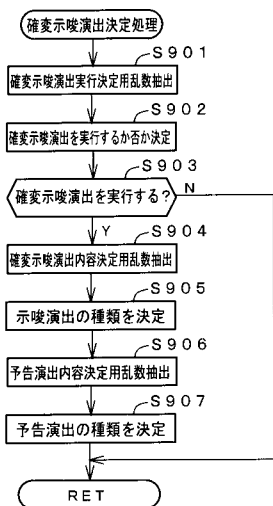 確変示唆演出決定処理
S901
確変示唆演出実行決定用乱数抽出
S902
確変示唆演出を実行するか否か決定
S903
確変示唆演出を実行する？ N
Y
S904
確変示唆演出内容決定用乱数抽出
S905
示唆演出の種類を決定
S906
予告演出内容決定用乱数抽出
S907
予告演出の種類を決定
RET